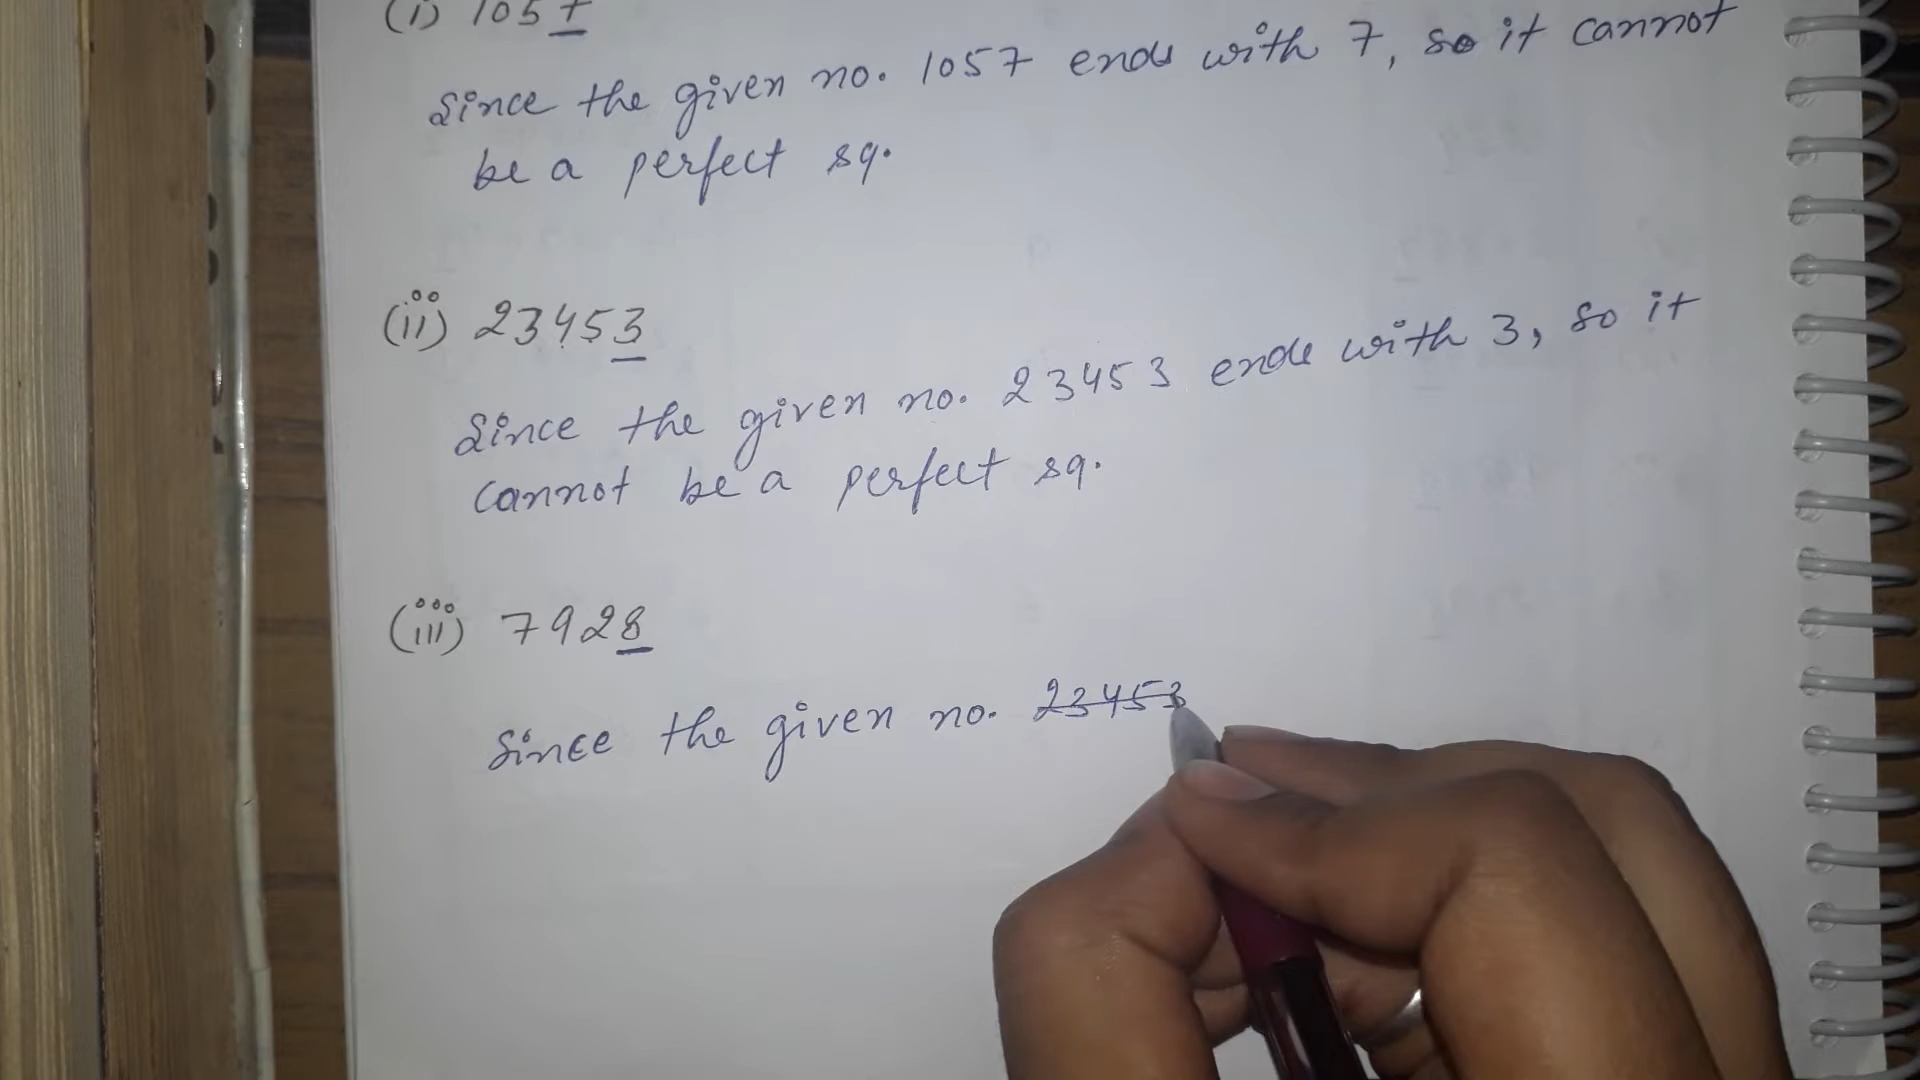 (i) 1057
Since the given no. 1057 ends with 7, so it cannot
be a perfect sq.
(ii) 23453
Since the given no. 23453 ends with 3, so it
cannot be a perfect sq.
(iii) 7928
Since the given no. 23453